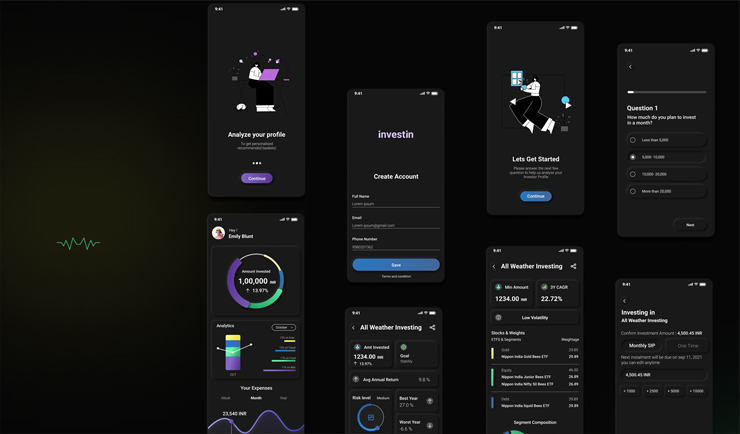 9:41
Analyze your profile
To get personalised
recommended baskets!
Continue
9:41
Hey !
Emily Blunt
Amount Invested
1,00,000 INR
↑ 13.97%
Analytics
October
OCT
Your Expenses
Week
Month
Year
23,540 INR
9:41
investin
Create Account
Full Name
Lorem ipsum
Email
Lorem ipsum@gmail.com
Phone Number
9080201362
Save
Terms and condition
9:41
All Weather Investing
Amt Invested
1234.00 INR
↑ 13.97%
Goal
Stability
Avg Annual Return
9.8 %
Risk level
Medium
Best Year
27.0 %
Worst Year
-6.6 %
9:41
Lets Get Started
Please answer the next few
question to help us analyse your
Investor Profile
Continue
9:41
All Weather Investing
Min Amount
1234.00 INR
3Y CAGR
22.72%
Low Volatility
Stocks & Weights
ETFS & Segments
Weightage
Gold
Nippon India Gold Bees ETF
29.89
Equity
Nippon India Junior Bees ETF
26.89
Nippon India Nifty 50 Bees ETF
26.89
Debt
Nippon India liquid Bees ETF
28.89
Segment Composition
9:41
Question 1
How much do you plan to invest
in a month?
Less than 5,000
5,000- 10,000
10,000- 20,000
More than 20,000
Next
9:41
Investing in
All Weather Investing
Confirm Investment Amount : 4,500.45 INR
Monthly SIP
One Time
Next instalment will be due on sep 11, 2021
you can edit anytime
4,500.45 INR
+ 1000
+ 2500
+ 5000
+ 10000